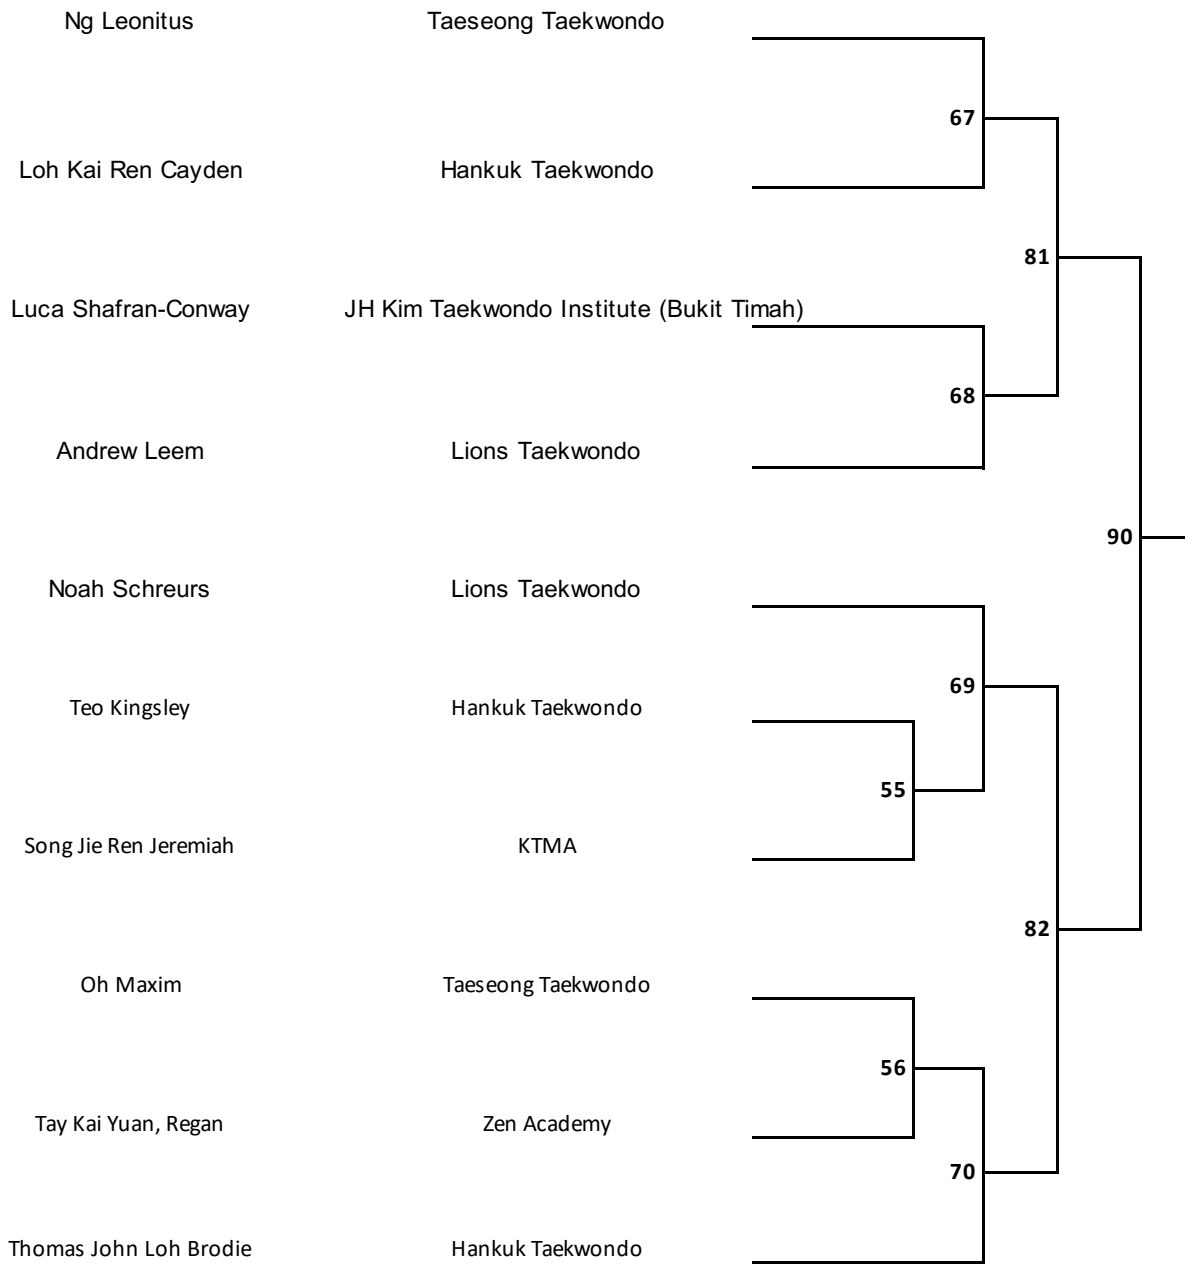 Ng Leonitus Taeseong Taekwondo
67
Loh Kai Ren Cayden Hankuk Taekwondo
81
Luca Shafran-Conway JH Kim Taekwondo Institute (Bukit Timah)
68
Andrew Leem Lions Taekwondo
90
Noah Schreurs Lions Taekwondo
69
Teo Kingsley Hankuk Taekwondo
55
Song Jie Ren Jeremiah KTMA
82
Oh Maxim Taeseong Taekwondo
56
Tay Kai Yuan, Regan Zen Academy
70
Thomas John Loh Brodie Hankuk Taekwondo